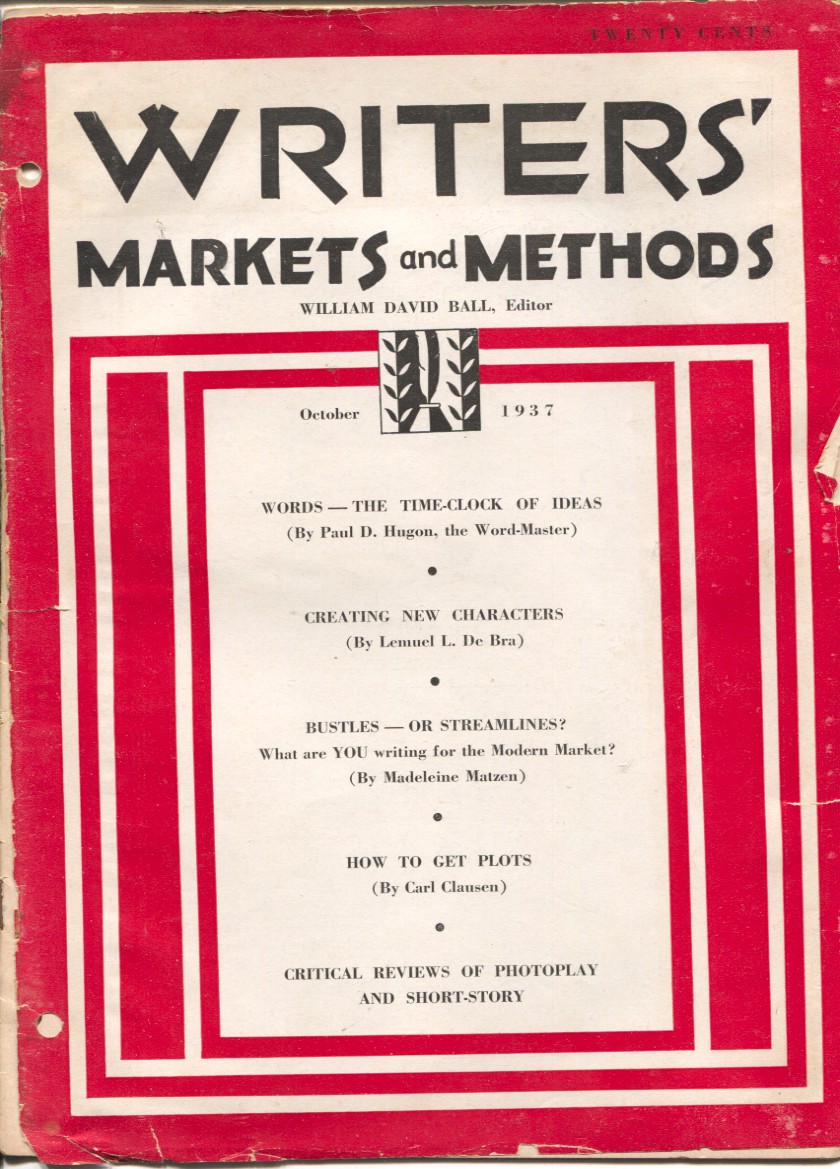 TWENTY CENTS
WRITERS'
MARKETS and METHODS
WILLIAM DAVID BALL, Editor
October 1937
WORDS — THE TIME-CLOCK OF IDEAS
(By Paul D. Hugon, the Word-Master)
CREATING NEW CHARACTERS
(By Lemuel L. De Bra)
BUSTLES — OR STREAMLINES?
What are YOU writing for the Modern Market?
(By Madeleine Matzen)
HOW TO GET PLOTS
(By Carl Clausen)
CRITICAL REVIEWS OF PHOTOPLAY
AND SHORT-STORY